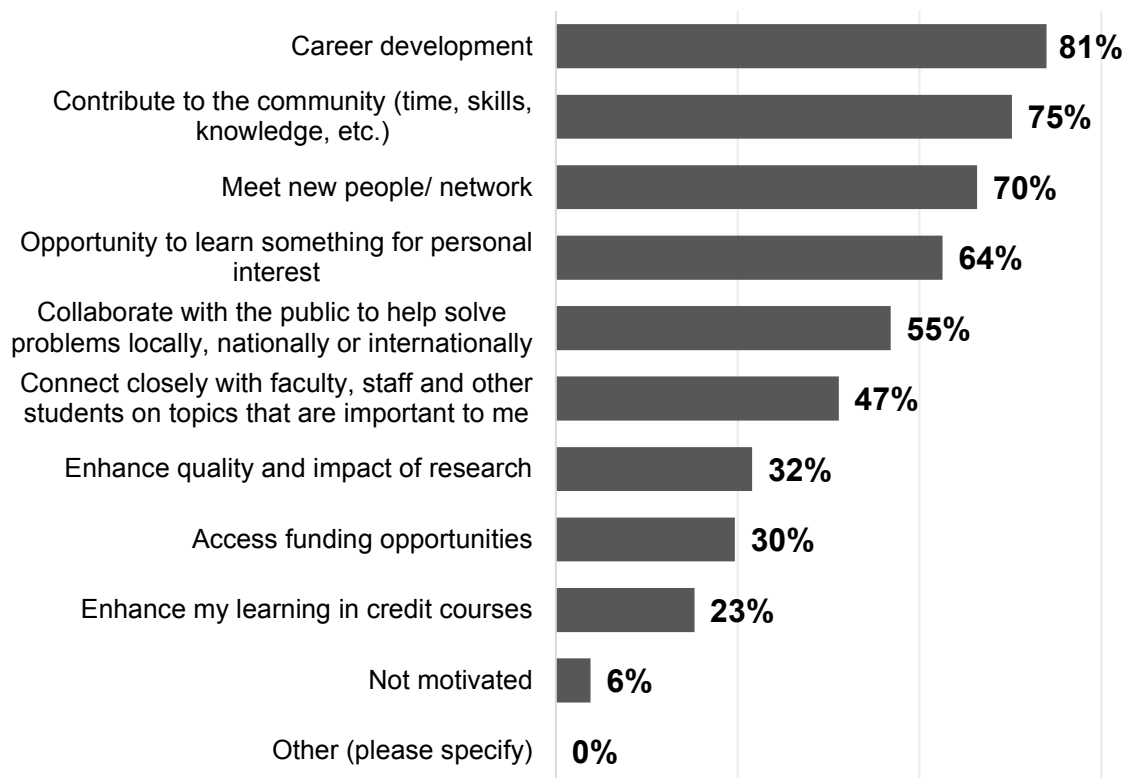 Career development
81%
Contribute to the community (time, skills,
knowledge, etc.)
75%
Meet new people/ network
70%
Opportunity to learn something for personal
interest
64%
Collaborate with the public to help solve
problems locally, nationally or internationally
55%
Connect closely with faculty, staff and other
students on topics that are important to me
47%
Enhance quality and impact of research
32%
Access funding opportunities
30%
Enhance my learning in credit courses
23%
Not motivated
6%
Other (please specify)
0%